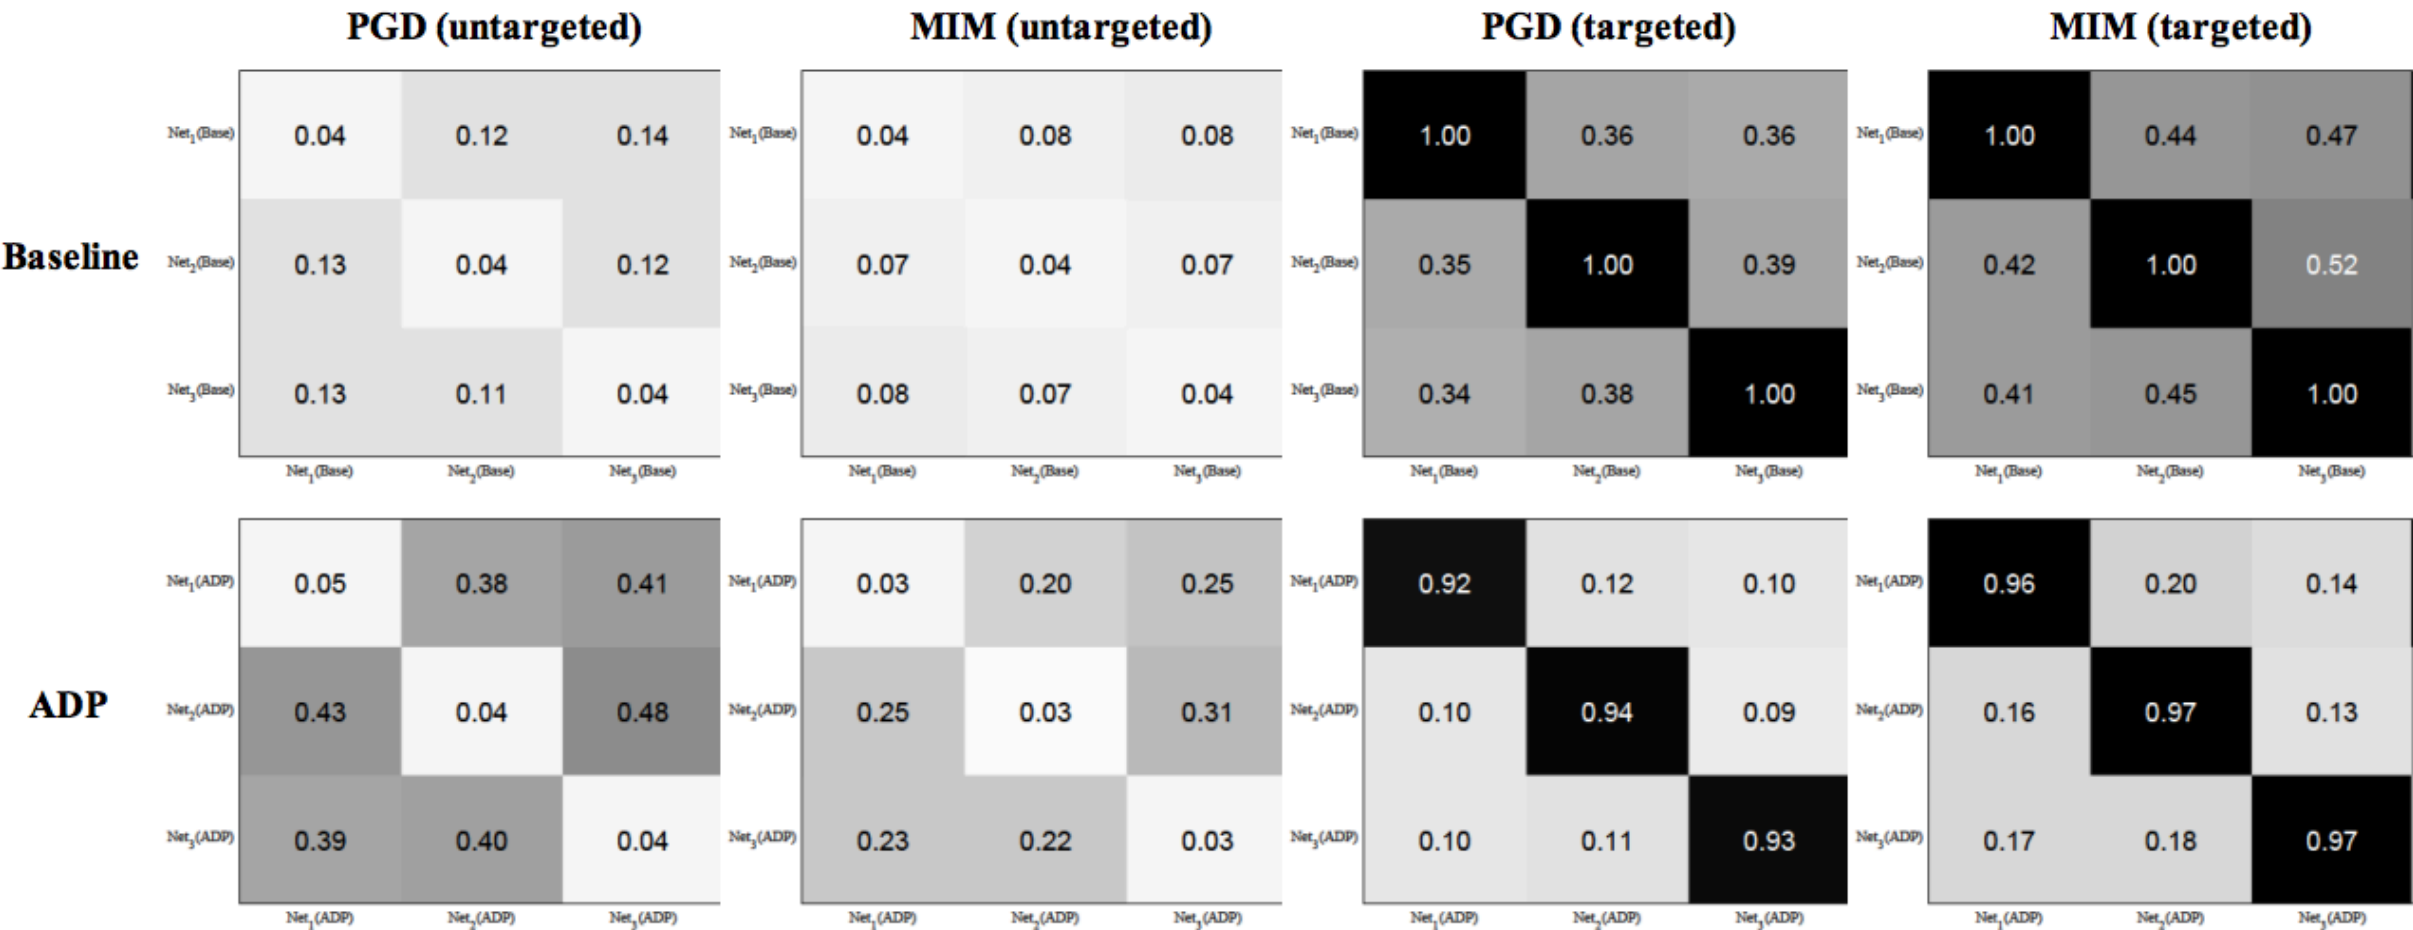 PGD (untargeted) MIM (untargeted) PGD (targeted) MIM (targeted)
Net1(Base) 0.04 0.12 0.14 Net1(Base) 0.04 0.08 0.08 Net1(Base) 1.00 0.36 0.36 Net1(Base) 1.00 0.44 0.47
Baseline Net2(Base) 0.13 0.04 0.12 Net2(Base) 0.07 0.04 0.07 Net2(Base) 0.35 1.00 0.39 Net2(Base) 0.42 1.00 0.52
Net3(Base) 0.13 0.11 0.04 Net3(Base) 0.08 0.07 0.04 Net3(Base) 0.34 0.38 1.00 Net3(Base) 0.41 0.45 1.00
Net1(Base) Net2(Base) Net3(Base) Net1(Base) Net2(Base) Net3(Base) Net1(Base) Net2(Base) Net3(Base) Net1(Base) Net2(Base) Net3(Base)
Net1(ADP) 0.05 0.38 0.41 Net1(ADP) 0.03 0.20 0.25 Net1(ADP) 0.92 0.12 0.10 Net1(ADP) 0.96 0.20 0.14
ADP Net2(ADP) 0.43 0.04 0.48 Net2(ADP) 0.25 0.03 0.31 Net2(ADP) 0.10 0.94 0.09 Net2(ADP) 0.16 0.97 0.13
Net3(ADP) 0.39 0.40 0.04 Net3(ADP) 0.23 0.22 0.03 Net3(ADP) 0.10 0.11 0.93 Net3(ADP) 0.17 0.18 0.97
Net1(ADP) Net2(ADP) Net3(ADP) Net1(ADP) Net2(ADP) Net3(ADP) Net1(ADP) Net2(ADP) Net3(ADP) Net1(ADP) Net2(ADP) Net3(ADP)